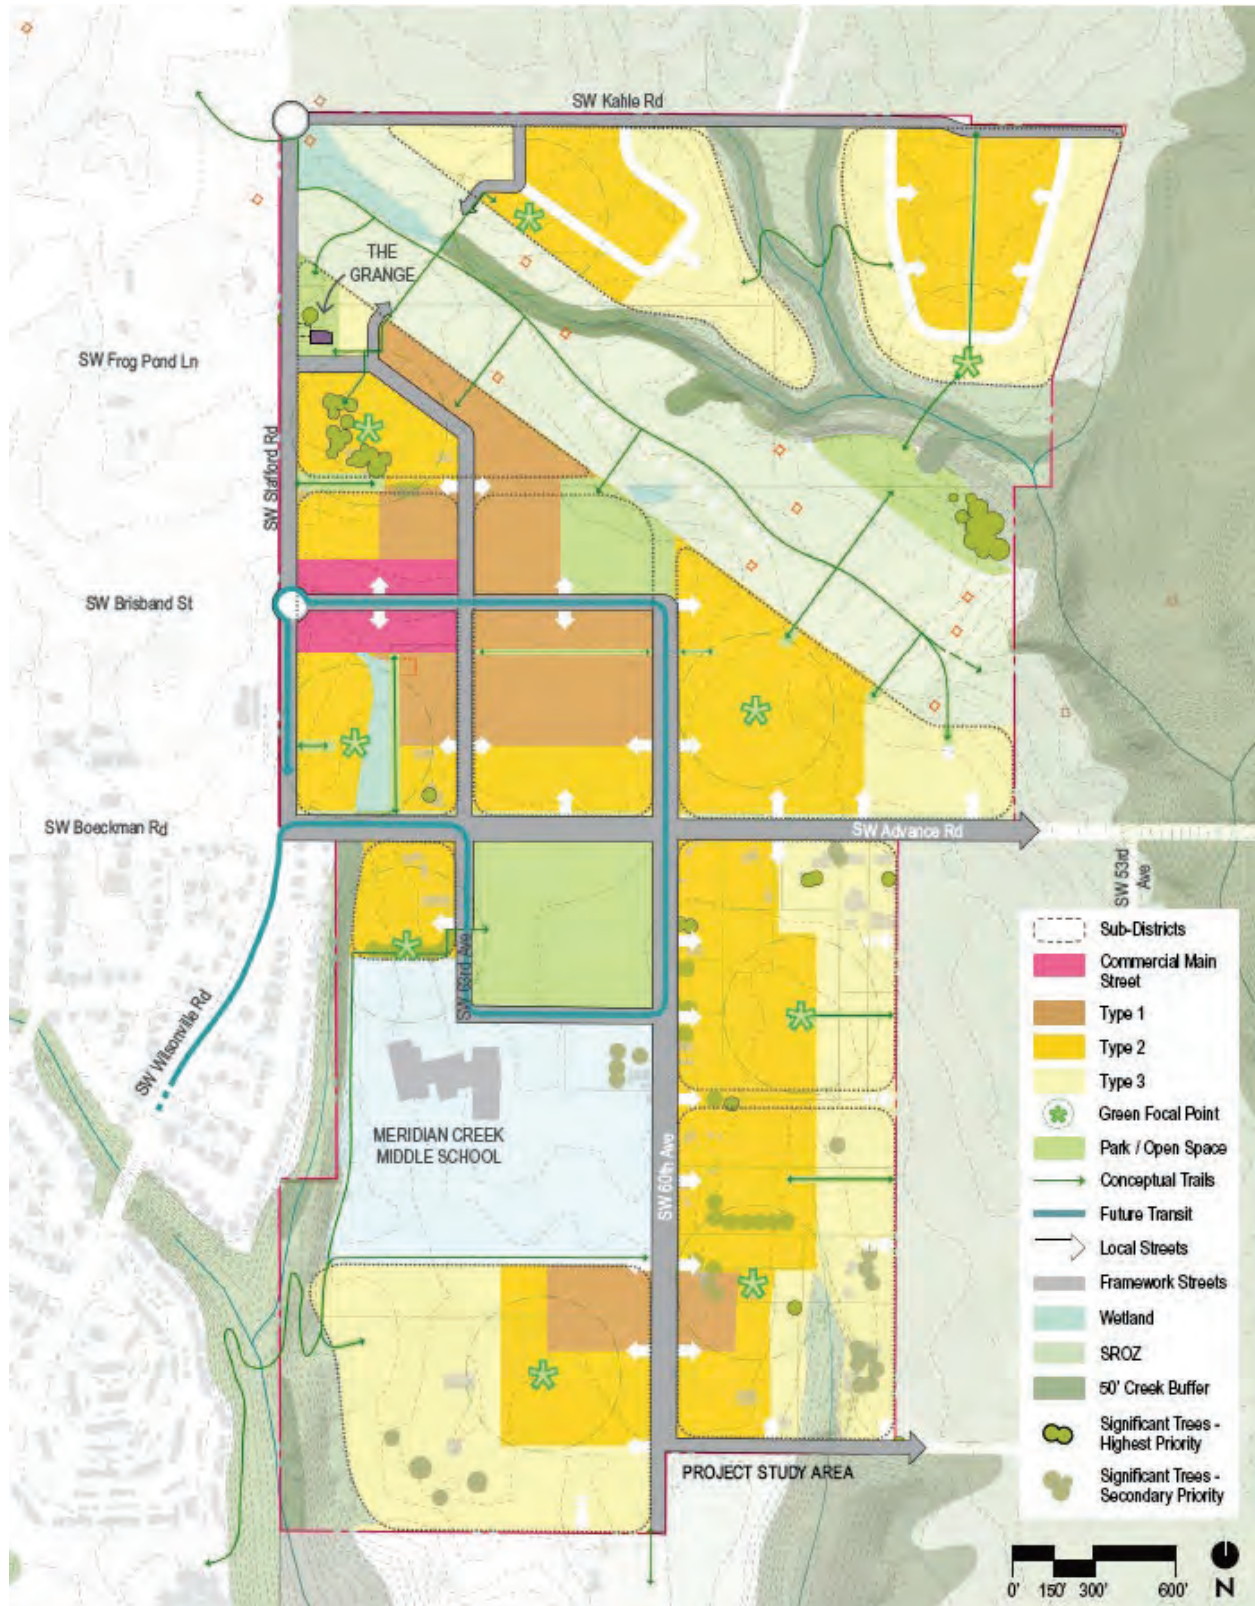 SW Kahle Rd
THE
GRANGE
SW Frog Pond Ln
SW Stafford Rd
SW Brisband St
SW Boeckman Rd
SW Advance Rd
SW 53rd
Ave
SW 63rd Ave
SW Wilsonville Rd
MERIDIAN CREEK
MIDDLE SCHOOL
SW 60th Ave
PROJECT STUDY AREA
Sub-Districts
Commercial Main
Street
Type 1
Type 2
Type 3
Green Focal Point
Park / Open Space
Conceptual Trails
Future Transit
Local Streets
Framework Streets
Wetland
SROZ
50' Creek Buffer
Significant Trees -
Highest Priority
Significant Trees -
Secondary Priority
0' 150' 300' 600'
N